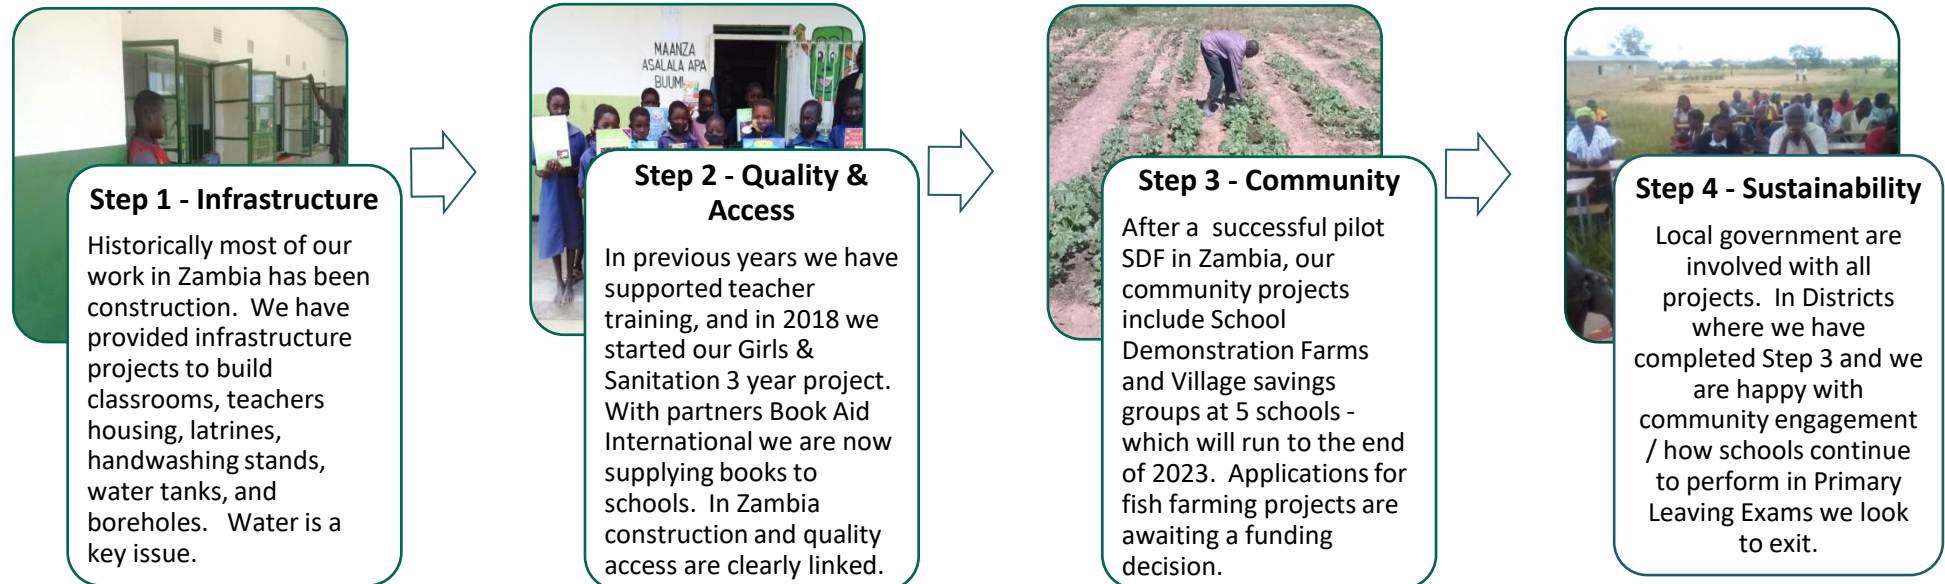 MAANZA
ASALALA APA
BUUMI
Step 1 - Infrastructure
Historically most of our
work in Zambia has been
construction.  We have
provided infrastructure
projects to build
classrooms, teachers
housing, latrines,
handwashing stands,
water tanks, and
boreholes.   Water is a
key issue.
Step 2 - Quality &
Access
In previous years we have
supported teacher
training, and in 2018 we
started our Girls &
Sanitation 3 year project.
With partners Book Aid
International we are now
supplying books to
schools.  In Zambia
construction and quality
access are clearly linked.
Step 3 - Community
After a  successful pilot
SDF in Zambia, our
community projects
include School
Demonstration Farms
and Village savings
groups at 5 schools -
which will run to the end
of 2023.  Applications for
fish farming projects are
awaiting a funding
decision.
Step 4 - Sustainability
Local government are
involved with all
projects.  In Districts
where we have
completed Step 3 and we
are happy with
community engagement
/ how schools continue
to perform in Primary
Leaving Exams we look
to exit.